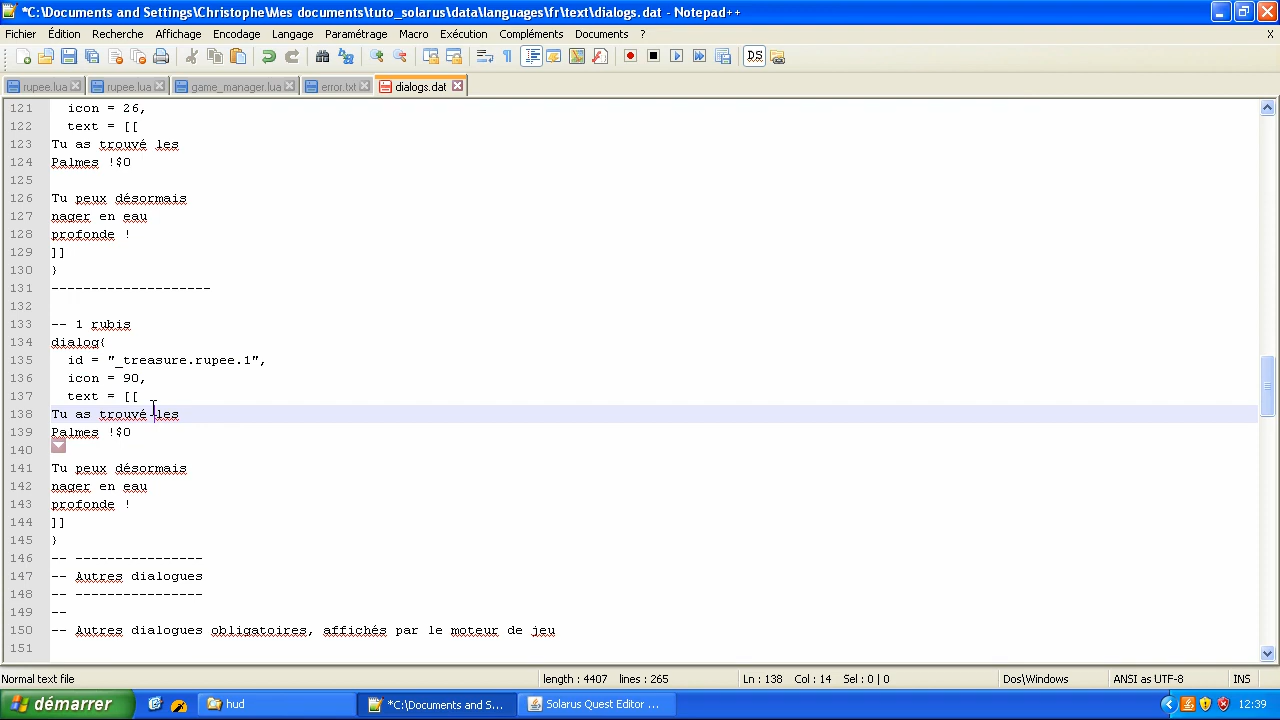 *C:\Documents and Settings\Christophe\Mes documents\tuto_solarus\data\languages\fr\text\dialogs.dat - Notepad++
Fichier Édition Recherche Affichage Encodage Langage Paramétrage Macro Exécution Compléments Documents ? X
rupee.lua rupee.lua game_manager.lua error.txt dialogs.dat
121 icon = 26,
122 text = [[
123 Tu as trouvé les
124 Palmes !$0
125
126 Tu peux désormais
127 nager en eau
128 profonde !
129 ]]
130 }
131 --------------------
132
133 -- 1 rubis
134 dialog{
135 id = "_treasure.rupee.1",
136 icon = 90,
137 text = [[
138 Tu as trouvé les
139 Palmes !$0
140
141 Tu peux désormais
142 nager en eau
143 profonde !
144 ]]
145 }
146 -- ----------------
147 -- Autres dialogues
148 -- ----------------
149 --
150 -- Autres dialogues obligatoires, affichés par le moteur de jeu
151
Normal text file length : 4407 lines : 265 Ln : 138 Col : 14 Sel : 0 | 0 Dos\Windows ANSI as UTF-8 INS
démarrer hud *C:\Documents and S... Solarus Quest Editor ... 12:39